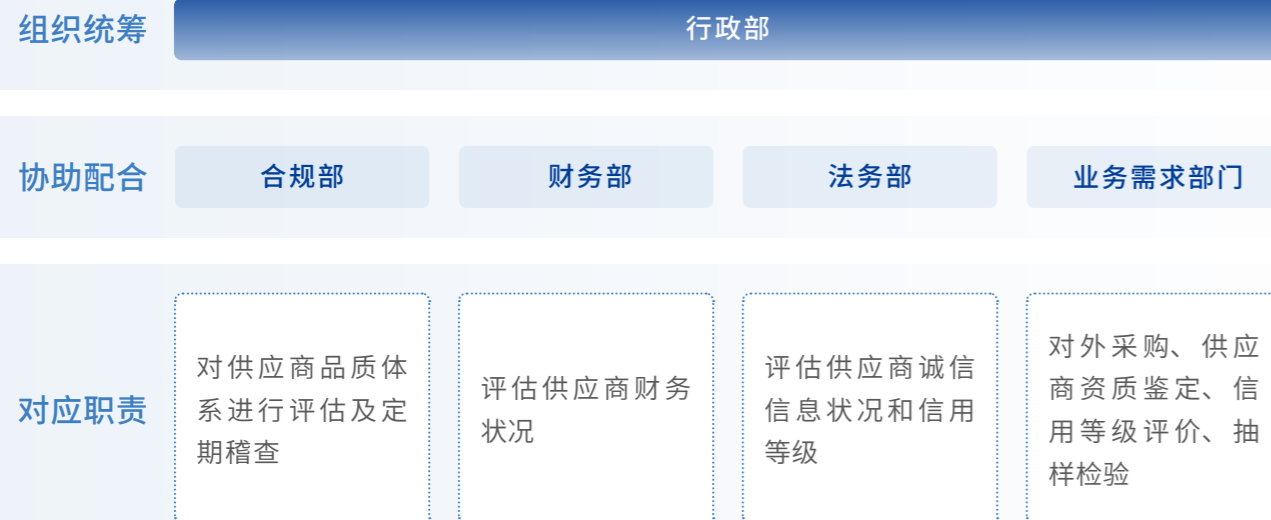 组织统筹
行政部
协助配合
合规部
财务部
法务部
业务需求部门
对应职责
对供应商品质体
系进行评估及定
期稽查
评估供应商财务
状况
评估供应商诚信
信息状况和信用
等级
对外采购、供应
商资质鉴定、信
用等级评价、抽
样检验